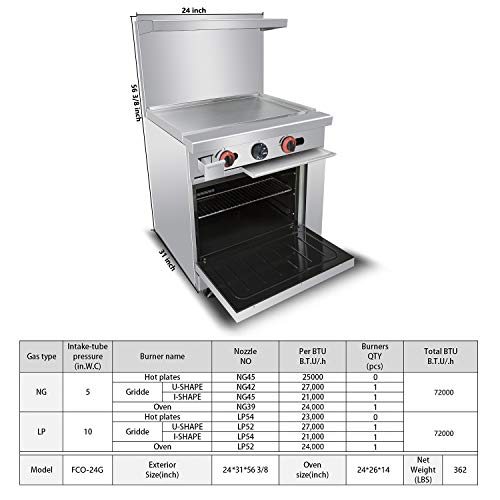 24 inch
56 3/8 inch
31 inch
Gas type
Intake-tube pressure (in.W.C)
Burner name
Nozzle NO
Per BTU B.T.U/.h
Burners QTY (pcs)
Total BTU B.T.U/.h
NG
5
Hot plates NG45 25000 0
Gridde U-SHAPE NG42 27,000 1
I-SHAPE NG45 21,000 1
Oven NG39 24,000 1
72000
LP
10
Hot plates LP54 23,000 0
Gridde U-SHAPE LP52 27,000 1
I-SHAPE LP54 21,000 1
Oven LP52 24,000 1
72000
Model FCO-24G Exterior Size(inch) 24*31*56 3/8 Oven size(inch) 24*26*14 Net Weight (LBS) 362